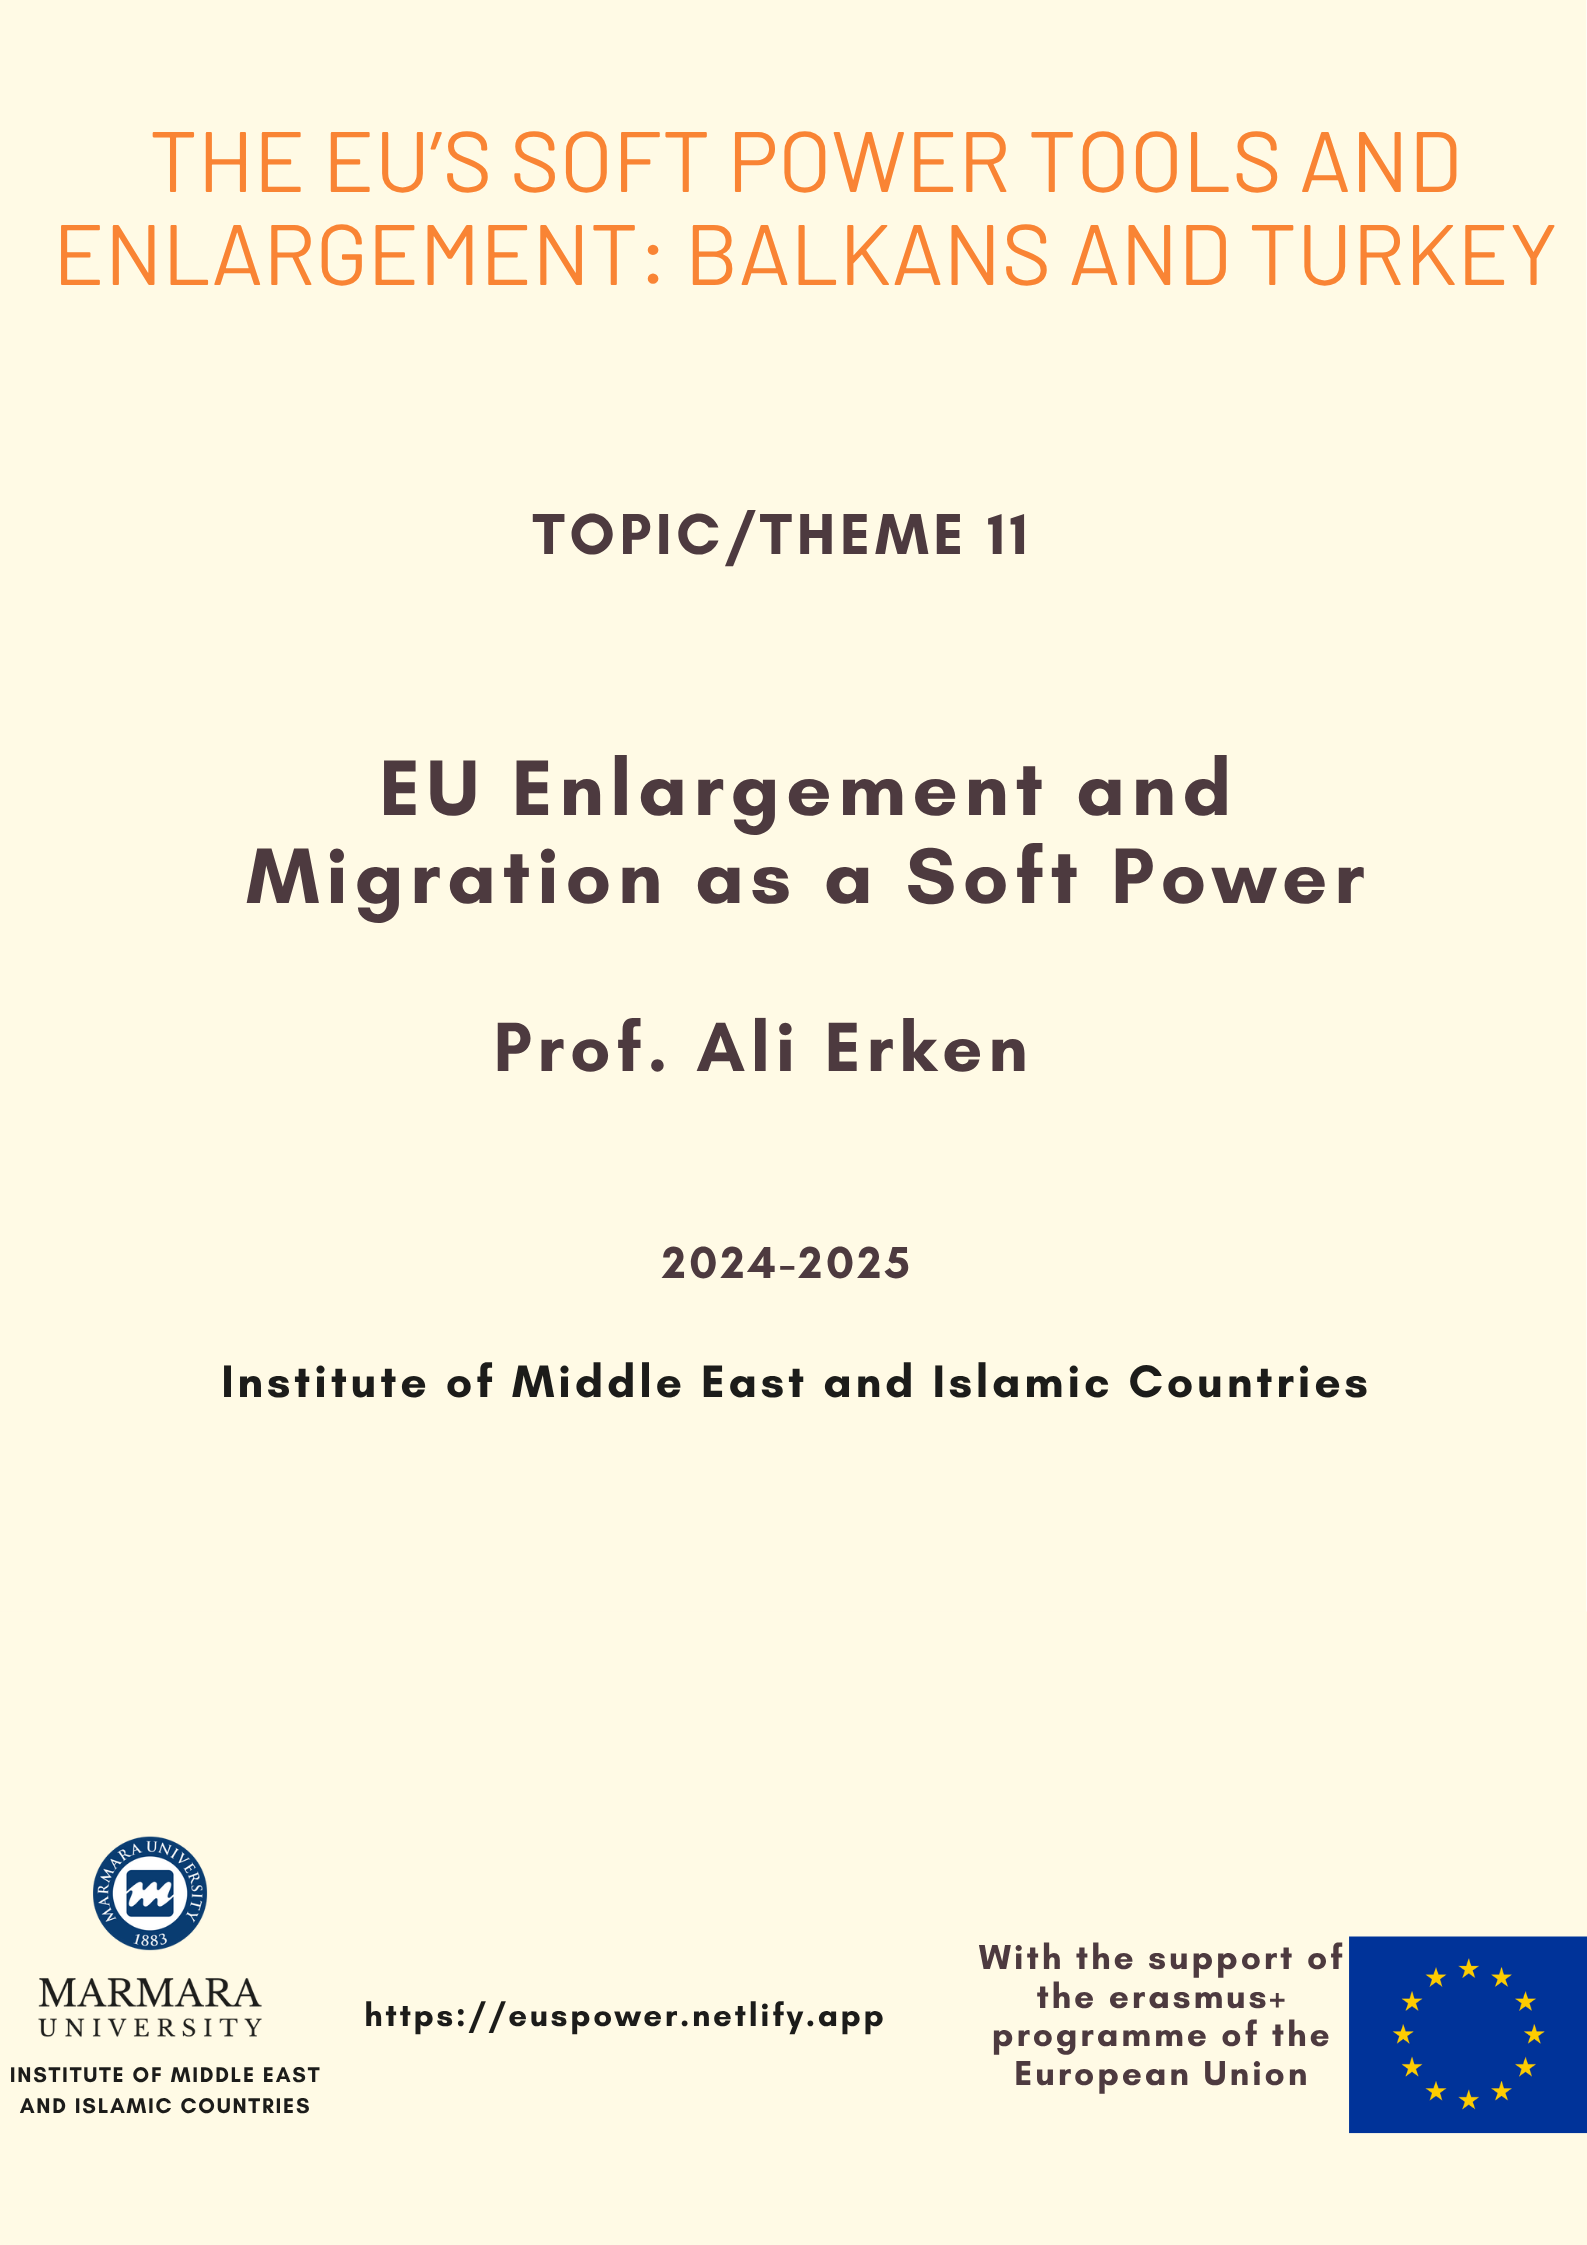 THE EU’S SOFT POWER TOOLS AND
ENLARGEMENT: BALKANS AND TURKEY
TOPIC/THEME 11
EU Enlargement and
Migration as a Soft Power
Prof. Ali Erken
2024-2025
Institute of Middle East and Islamic Countries
MARMARA UNIVERSITY
1883
MARMARA
UNIVERSITY
INSTITUTE OF MIDDLE EAST
AND ISLAMIC COUNTRIES
https://euspower.netlify.app
With the support of
the erasmus+
programme of the
European Union